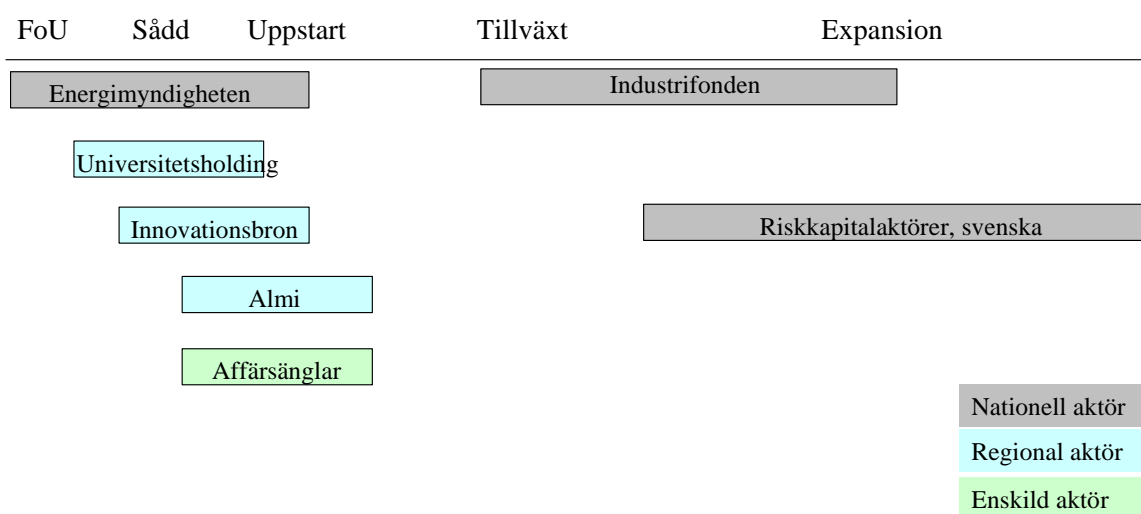 FoU Sådd Uppstart Tillväxt Expansion
Energimyndigheten Industrifonden
Universitetsholding
Innovationsbron Riskkapitalaktörer, svenska
Almi
Affärsänglar
Nationell aktör
Regional aktör
Enskild aktör